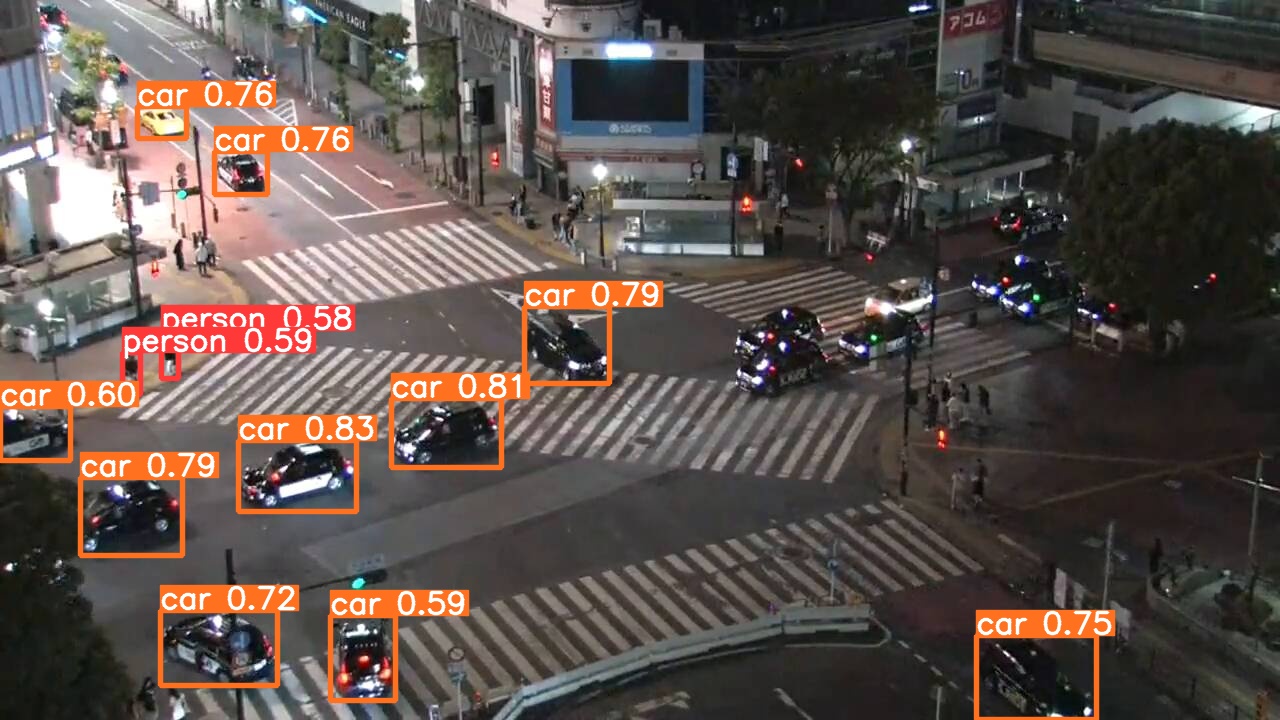 AMERICAN EAGLE
アコム
car 0.76
car 0.76
car 0.79
person 0.58
person 0.59
car 0.60
car 0.81
car 0.83
car 0.79
car 0.72
car 0.59
car 0.75